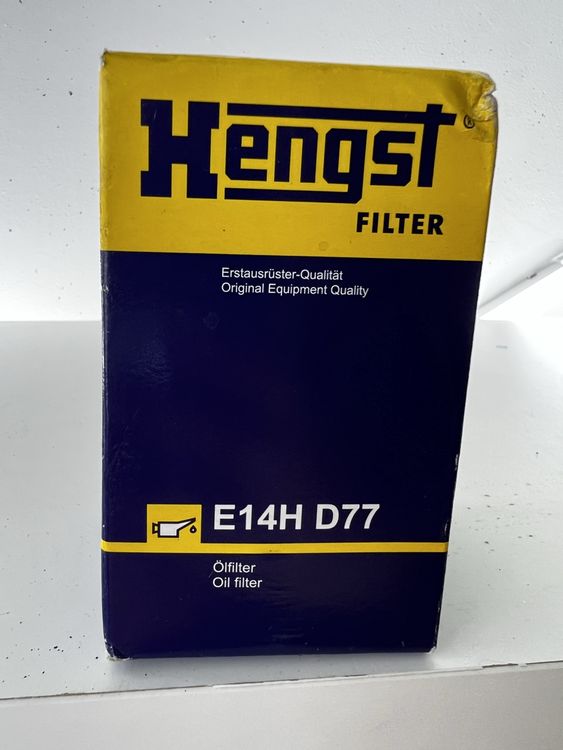 Hengst®
FILTER
Erstausrüster-Qualität
Original Equipment Quality
E14H D77
Ölfilter
Oil filter